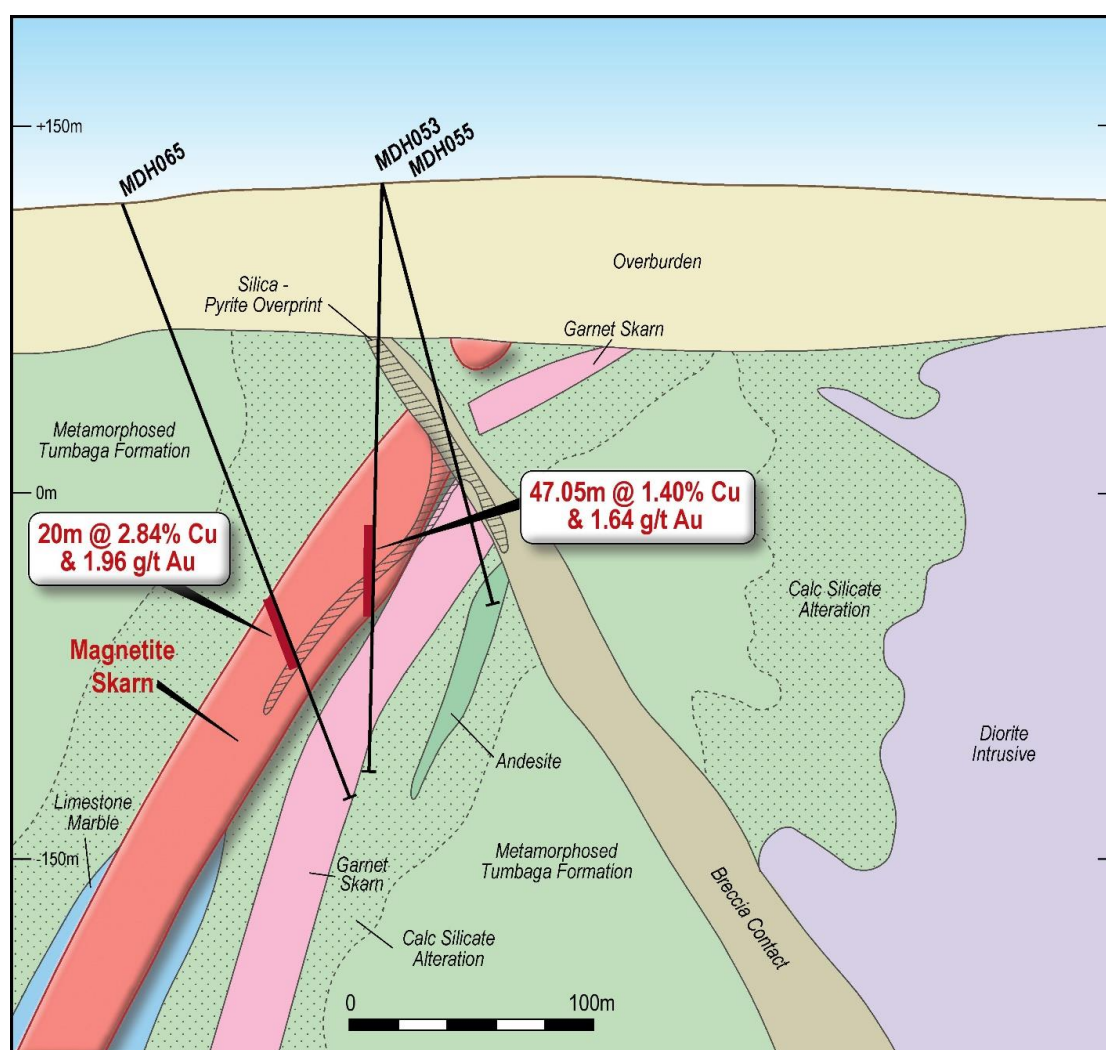 +150m
MDH065
MDH053
MDH055
Overburden
Silica -
Pyrite Overprint
Garnet Skarn
Metamorphosed
Tumbaga Formation
0m
47.05m @ 1.40% Cu
& 1.64 g/t Au
20m @ 2.84% Cu
& 1.96 g/t Au
Calc Silicate
Alteration
Magnetite
Skarn
Diorite
Intrusive
Andesite
Limestone
Marble
-150m
Metamorphosed
Tumbaga Formation
Garnet
Skarn
Breccia Contact
Calc Silicate
Alteration
0
100m